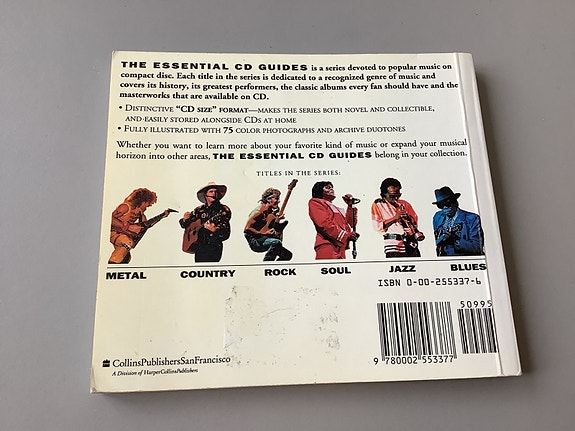 THE ESSENTIAL CD GUIDES is a series devoted to popular music on
compact disc. Each title in the series is dedicated to a recognized genre of music and
covers its history, its greatest performers, the classic albums every fan should have and the
masterworks that are available on CD.
• DISTINCTIVE "CD SIZE" FORMAT—MAKES THE SERIES BOTH NOVEL AND COLLECTIBLE,
AND EASILY STORED ALONGSIDE CDS AT HOME
• FULLY ILLUSTRATED WITH 75 COLOR PHOTOGRAPHS AND ARCHIVE DUOTONES
Whether you want to learn more about your favorite kind of music or expand your musical
horizon into other areas, THE ESSENTIAL CD GUIDES belong in your collection.
TITLES IN THE SERIES:
METAL COUNTRY ROCK SOUL JAZZ BLUES
ISBN 0-00-255337-6
50995
9 780002 553377
CollinsPublishersSanFrancisco
A Division of HarperCollinsPublishers